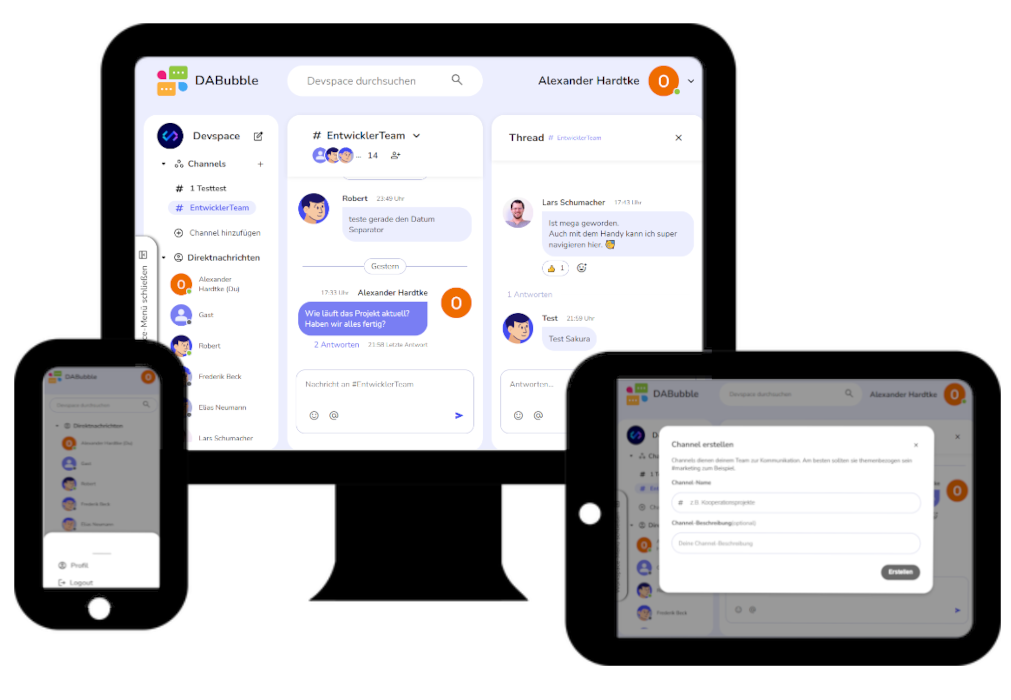 DABubble
Devspace durchsuchen
Alexander Hardtke
O
Devspace
Channels
+
# 1 Testtest
# EntwicklerTeam
Channel hinzufügen
Direktnachrichten
O
Alexander
Hardtke (Du)
Gast
Robert
Frederik Beck
Elias Neumann
Lars Schumacher
ce-Menü schließen
# EntwicklerTeam
... 14
Robert 23:49 Uhr
teste gerade den Datum
Separator
Gestern
17:33 Uhr Alexander Hardtke
O
Wie läuft das Projekt aktuell?
Haben wir alles fertig?
2 Antworten 21:58 Letzte Antwort
Nachricht an #EntwicklerTeam
@
Thread # EntwicklerTeam
Lars Schumacher 17:43 Uhr
Ist mega geworden.
Auch mit dem Handy kann ich super
navigieren hier.
1
1 Antworten
Test 21:59 Uhr
Test Sakura
Antworten...
@
DABubble
O
Devspace durchsuchen
Direktnachrichten
O
Alexander Hardtke (Du)
Gast
Robert
Frederik Beck
Elias Neumann
Profil
Logout
DABubble
Devspace durchsuchen
Alexander Hardtke
O
D
Cha
# 1 T
# En
Ch
Dire
O
Frederik Beck
O
@
Channel erstellen
Channels dienen deinem Team zur Kommunikation. Am besten sollten sie themenbezogen sein
#marketing zum Beispiel.
Channel-Name
# z.B. Kooperationsprojekte
Channel-Beschreibung(optional)
Deine Channel-Beschreibung
Erstellen